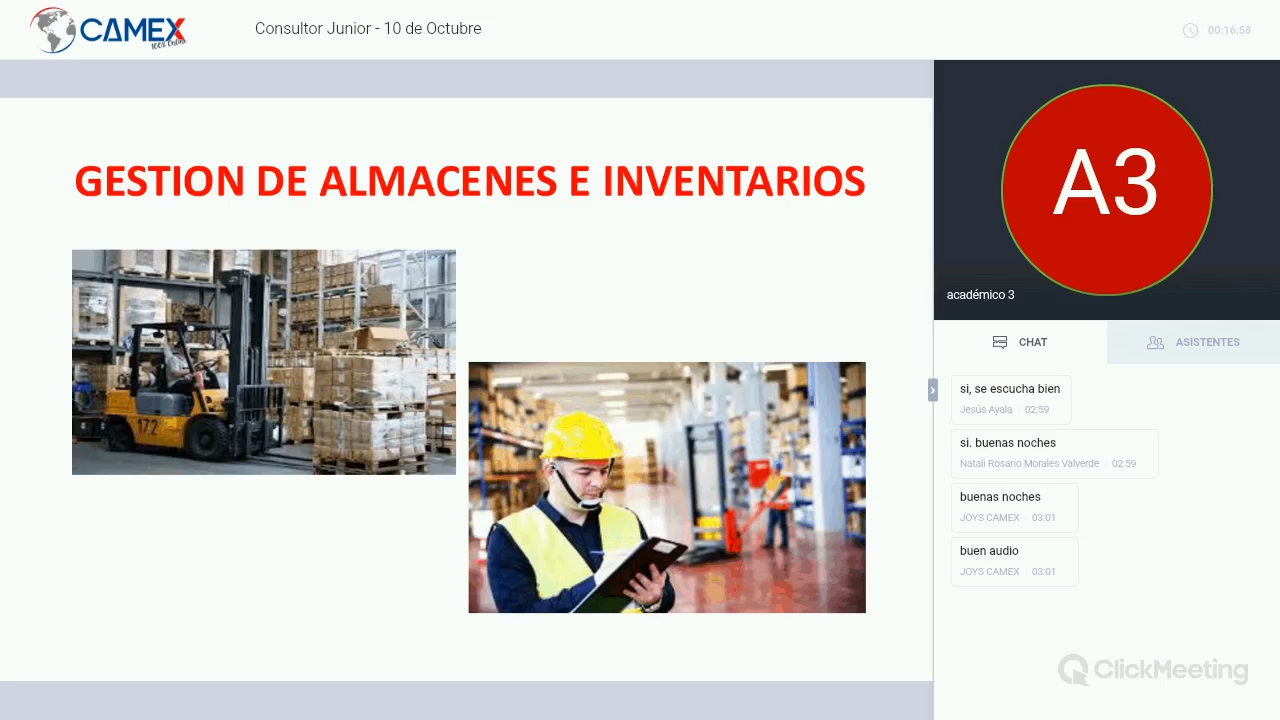 CAMEX
100% Online
Consultor Junior - 10 de Octubre
00:16:58
GESTION DE ALMACENES E INVENTARIOS
172
A3
académico 3
CHAT
ASISTENTES
si, se escucha bien
Jesús Ayala 02:59
si. buenas noches
Natali Rosario Morales Valverde 02:59
buenas noches
JOYS CAMEX 03:01
buen audio
JOYS CAMEX 03:01
ClickMeeting